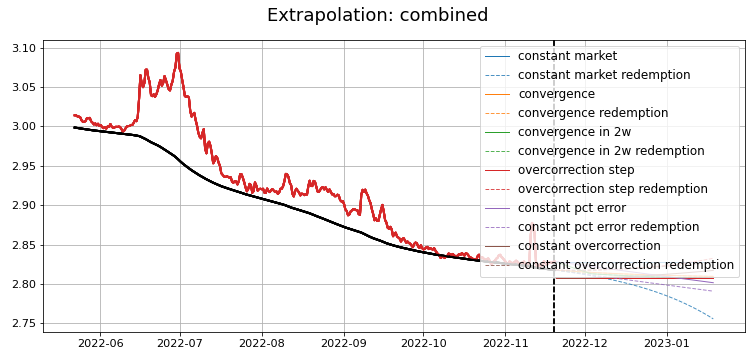 Extrapolation: combined
3.10
3.05
3.00
2.95
2.90
2.85
2.80
2.75
constant market
constant market redemption
convergence
convergence redemption
convergence in 2w
convergence in 2w redemption
overcorrection step
overcorrection step redemption
constant pct error
constant pct error redemption
constant overcorrection
constant overcorrection redemption
2022-06 2022-07 2022-08 2022-09 2022-10 2022-11 2022-12 2023-01